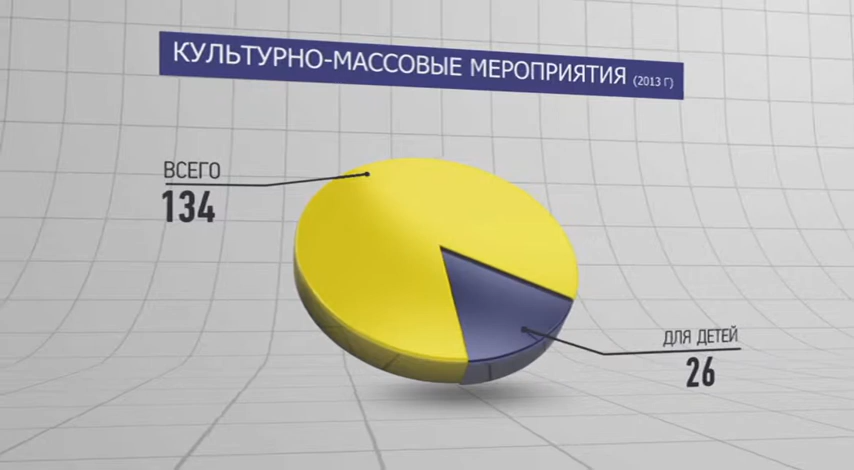 КУЛЬТУРНО-МАССОВЫЕ МЕРОПРИЯТИЯ (2013 Г)
ВСЕГО
134
ДЛЯ ДЕТЕЙ
26